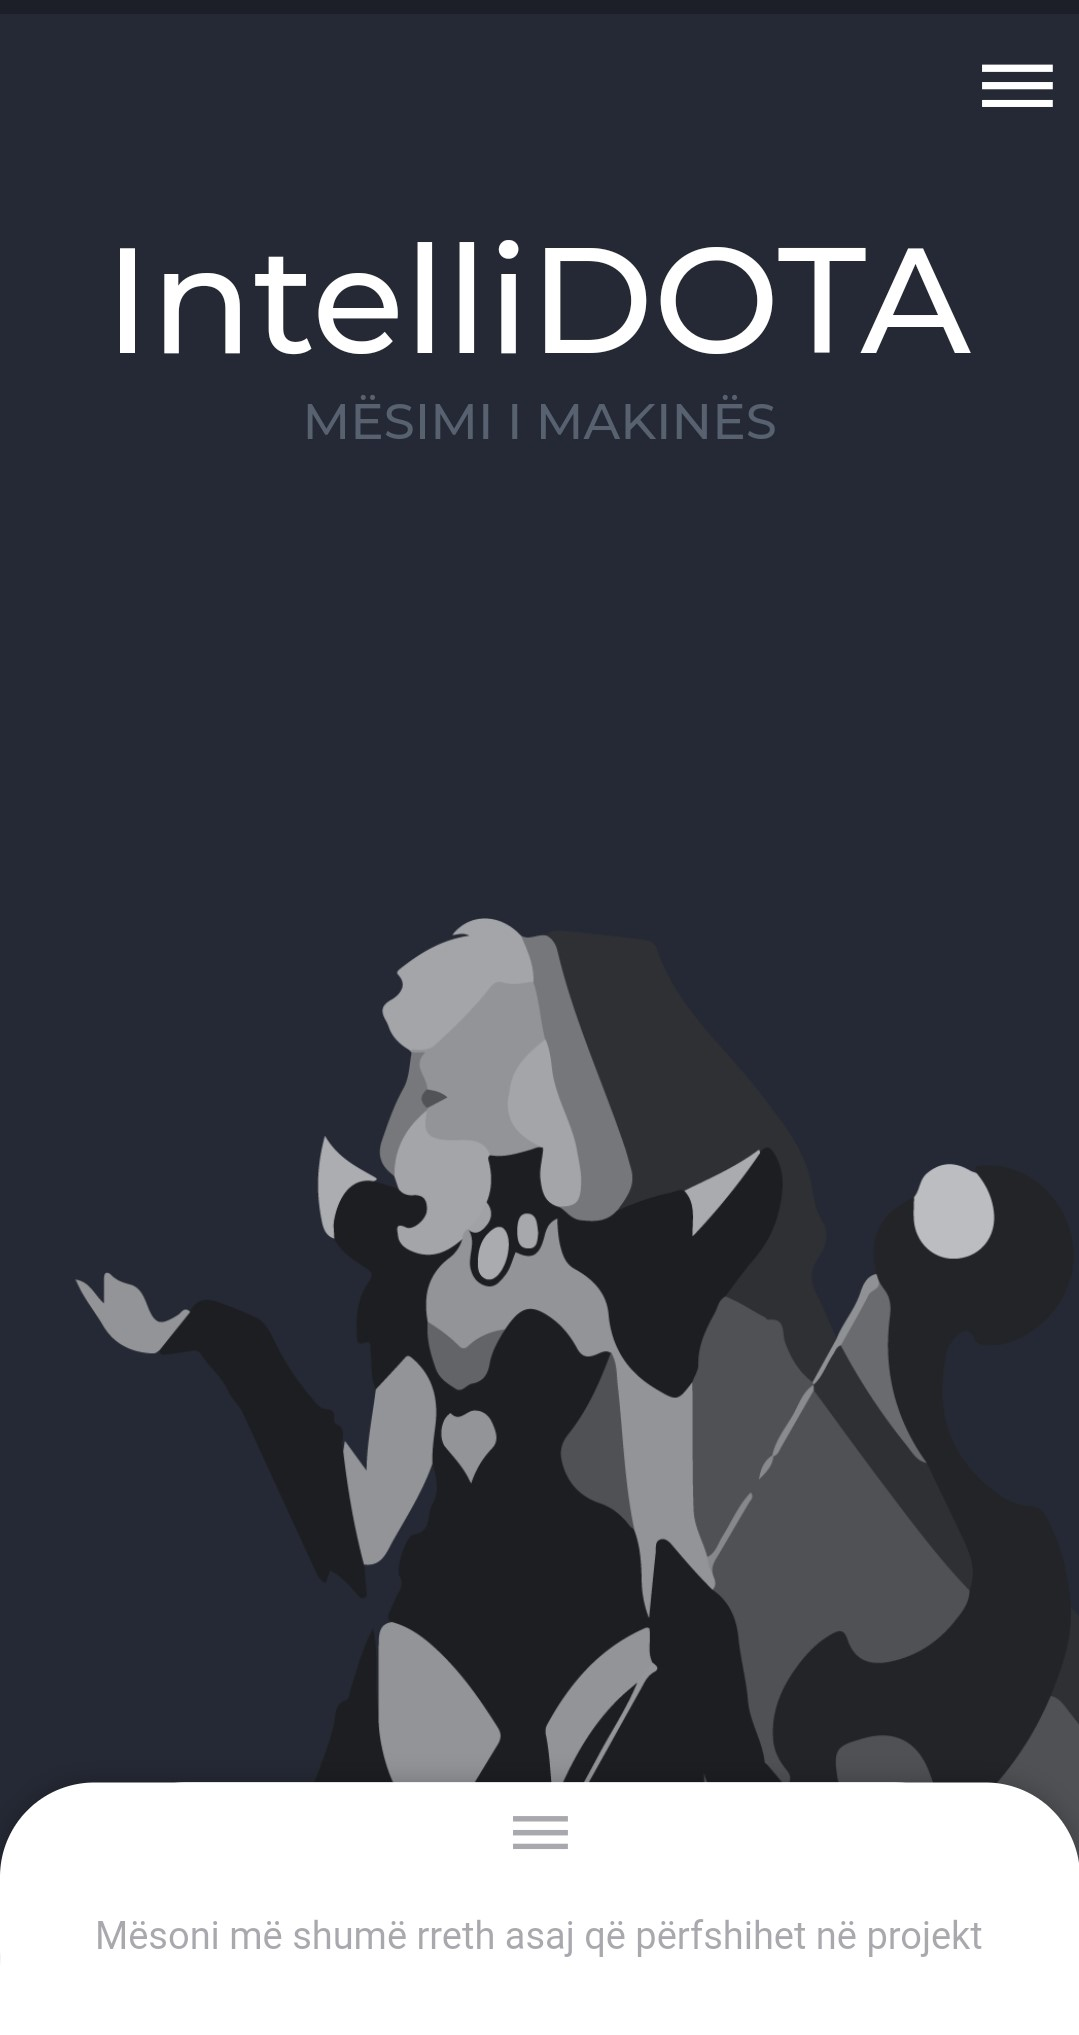 IntelliDOTA
MËSIMI I MAKINËS
Mësoni më shumë rreth asaj që përfshihet në projekt